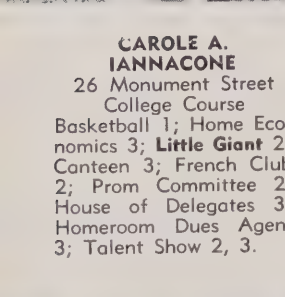 CAROLE A.
IANNACONE
26 Monument Street
College Course
Basketball 1; Home Eco
nomics 3; Little Giant 2
Canteen 3; French Club
2; Prom Committee 2
House of Delegates 3
Homeroom Dues Agen
3; Talent Show 2, 3.